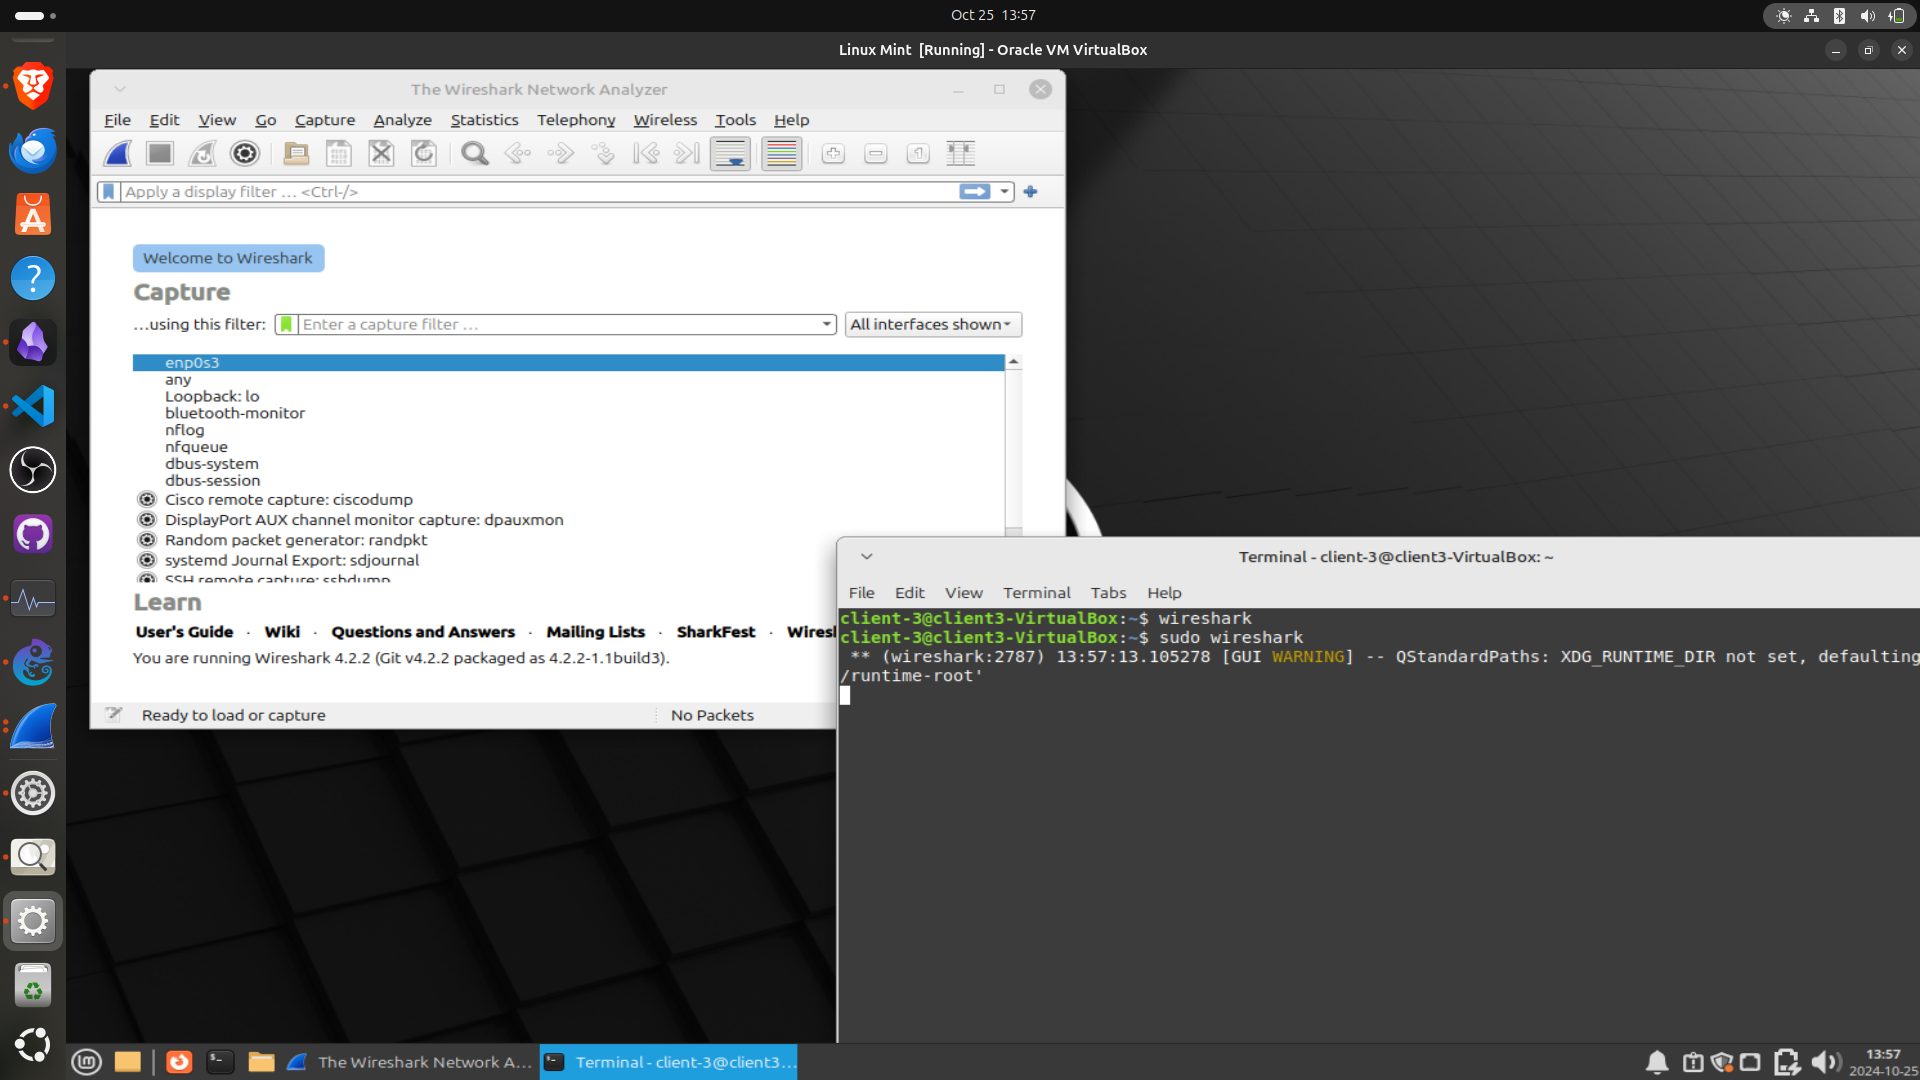 Oct 25 13:57
Linux Mint [Running] - Oracle VM VirtualBox
The Wireshark Network Analyzer
File Edit View Go Capture Analyze Statistics Telephony Wireless Tools Help
Apply a display filter … <Ctrl-/>
Welcome to Wireshark
Capture
…using this filter: Enter a capture filter … All interfaces shown
enp0s3
any
Loopback: lo
bluetooth-monitor
nflog
nfqueue
dbus-system
dbus-session
Cisco remote capture: ciscodump
DisplayPort AUX channel monitor capture: dpauxmon
Random packet generator: randpkt
systemd Journal Export: sdjournal
SSH remote capture: sshdump
Learn
User's Guide · Wiki · Questions and Answers · Mailing Lists · SharkFest · Wires
You are running Wireshark 4.2.2 (Git v4.2.2 packaged as 4.2.2-1.1build3).
Ready to load or capture No Packets
Terminal - client-3@client3-VirtualBox: ~
File Edit View Terminal Tabs Help
client-3@client3-VirtualBox:~$ wireshark
client-3@client3-VirtualBox:~$ sudo wireshark
** (wireshark:2787) 13:57:13.105278 [GUI WARNING] -- QStandardPaths: XDG_RUNTIME_DIR not set, defaulting
/runtime-root'
The Wireshark Network A...
Terminal - client-3@client3...
13:57
2024-10-25